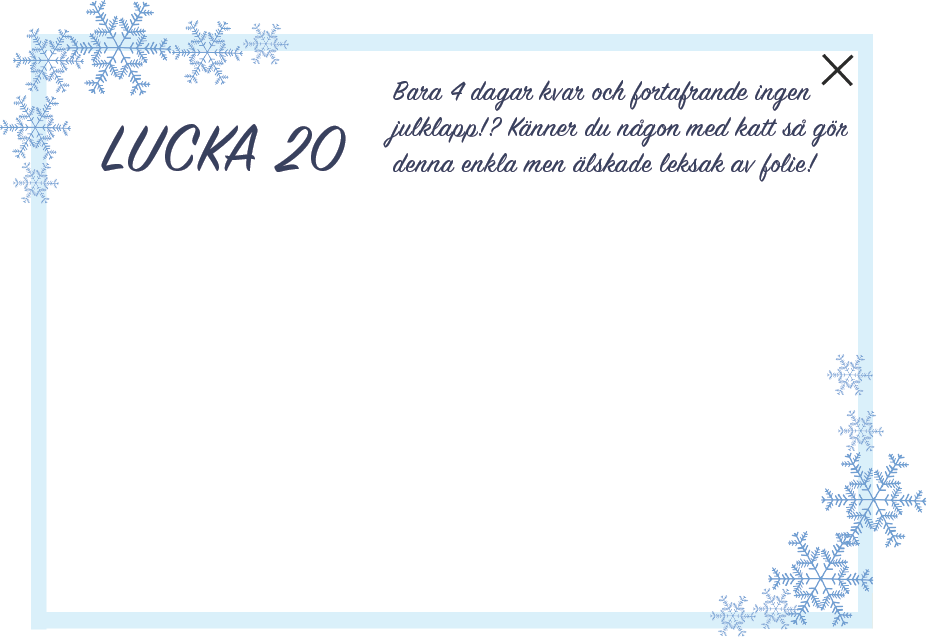 LUCKA 20
Bara 4 dagar kvar och fortafrande ingen
julklapp!? Känner du någon med katt så gör
denna enkla men älskade leksak av folie!